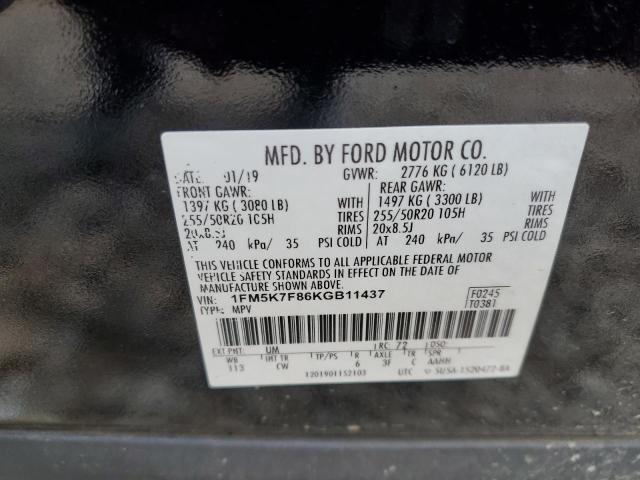 MFD. BY FORD MOTOR CO.
DATE: 01/19 GVWR: 2776 KG ( 6120 LB)
FRONT GAWR: REAR GAWR:
1397 KG ( 3080 LB) WITH 1497 KG ( 3300 LB) WITH
255/50R20 105H TIRES 255/50R20 105H TIRES
20x8.5J RIMS 20x8.5J RIMS
AT 240 kPa/ 35 PSI COLD AT 240 kPa/ 35 PSI COLD
THIS VEHICLE CONFORMS TO ALL APPLICABLE FEDERAL MOTOR
VEHICLE SAFETY STANDARDS IN EFFECT ON THE DATE OF
MANUFACTURE SHOWN ABOVE.
VIN: 1FM5K7F86KGB11437 F0245
TYPE: MPV T0381
EXT PNT: UM RC: 72 DSO:
WB INT TR TP/PS R AXLE TR SPR
113 CW 6 3F C AAHH
1201901152103 UTC